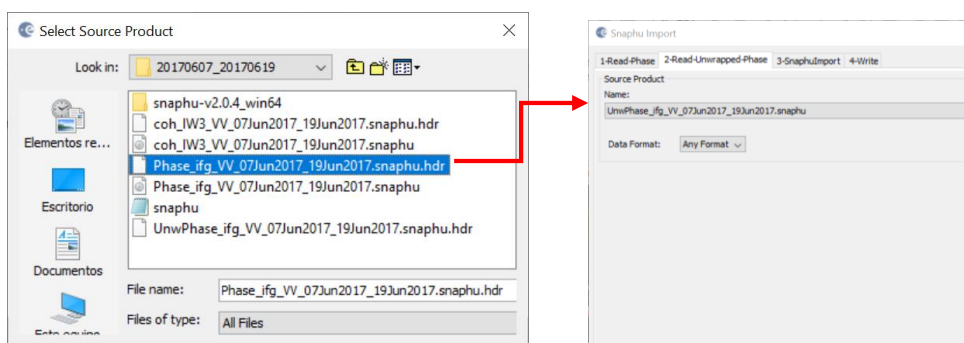 Select Source Product
Look in: 20170607_20170619
snaphu-v2.0.4_win64
coh_IW3_VV_07Jun2017_19Jun2017.snaphu.hdr
coh_IW3_VV_07Jun2017_19Jun2017.snaphu
Phase_ifg_VV_07Jun2017_19Jun2017.snaphu.hdr
Phase_ifg_VV_07Jun2017_19Jun2017.snaphu
snaphu
UnwPhase_ifg_VV_07Jun2017_19Jun2017.snaphu.hdr
Elementos re...
Escritorio
Documentos
Este equipo
File name: Phase_ifg_VV_07Jun2017_19Jun2017.snaphu.hdr
Files of type: All Files
Snaphu Import
1-Read-Phase 2-Read-Unwrapped-Phase 3-SnaphuImport 4-Write
Source Product
Name:
UnwPhase_ifg_VV_07Jun2017_19Jun2017.snaphu
Data Format: Any Format